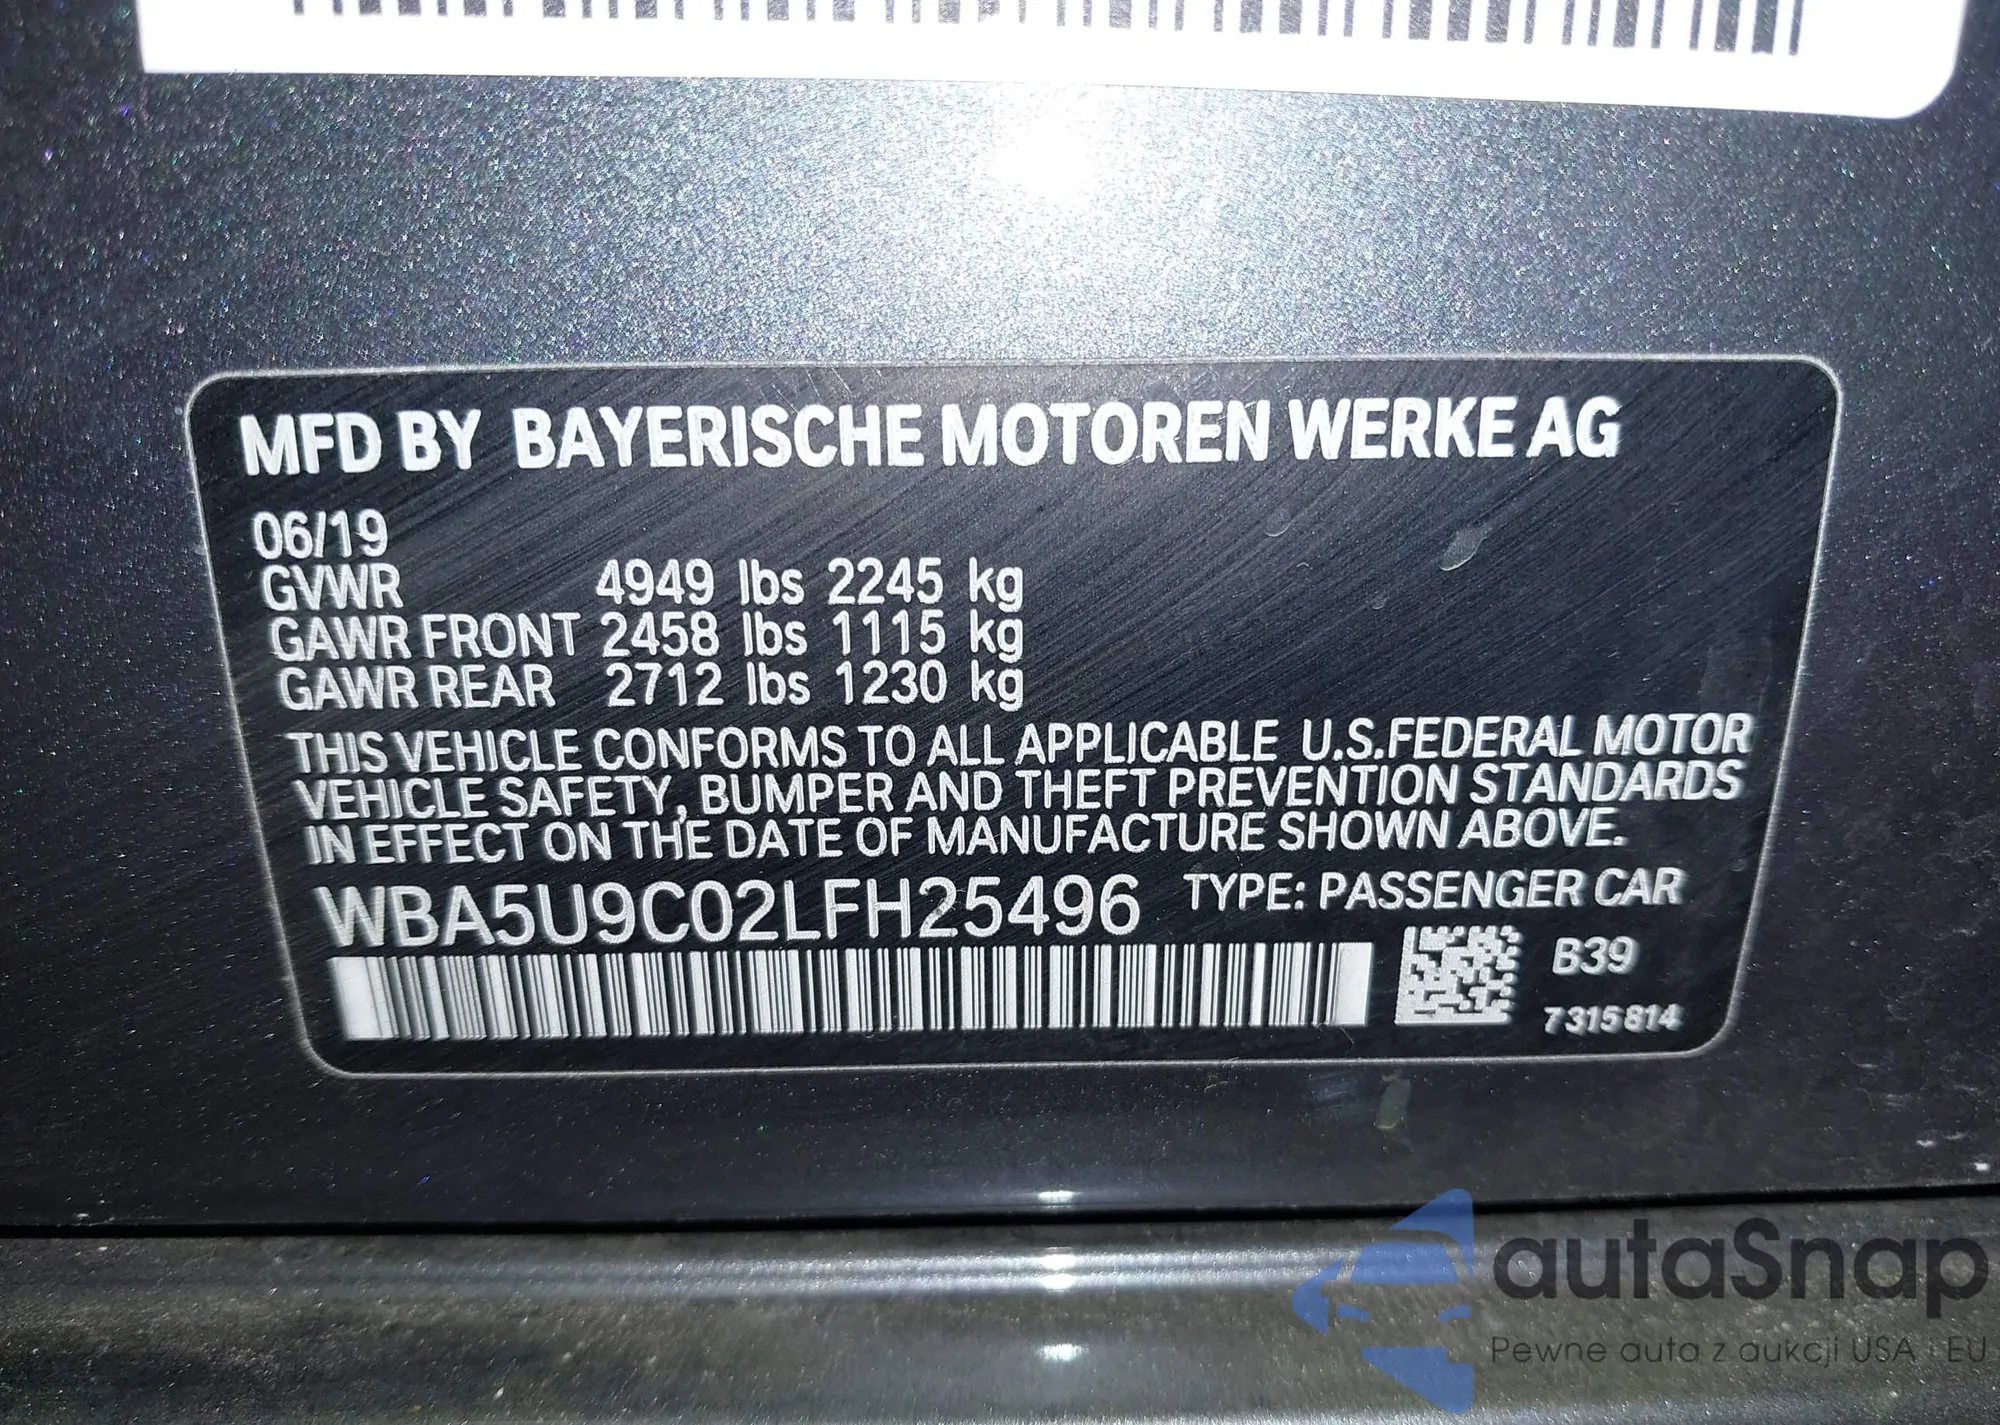 MFD BY BAYERISCHE MOTOREN WERKE AG
06/19
GVWR 4949 lbs 2245 kg
GAWR FRONT 2458 lbs 1115 kg
GAWR REAR 2712 lbs 1230 kg
THIS VEHICLE CONFORMS TO ALL APPLICABLE U.S.FEDERAL MOTOR
VEHICLE SAFETY, BUMPER AND THEFT PREVENTION STANDARDS
IN EFFECT ON THE DATE OF MANUFACTURE SHOWN ABOVE.
WBA5U9C02LFH25496 TYPE: PASSENGER CAR
B39
7315814
autaSnap
Pewne auta z aukcji USA i EU